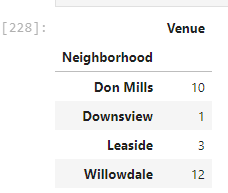 [228]:
Venue
Neighborhood
Don Mills 10
Downsview 1
Leaside 3
Willowdale 12